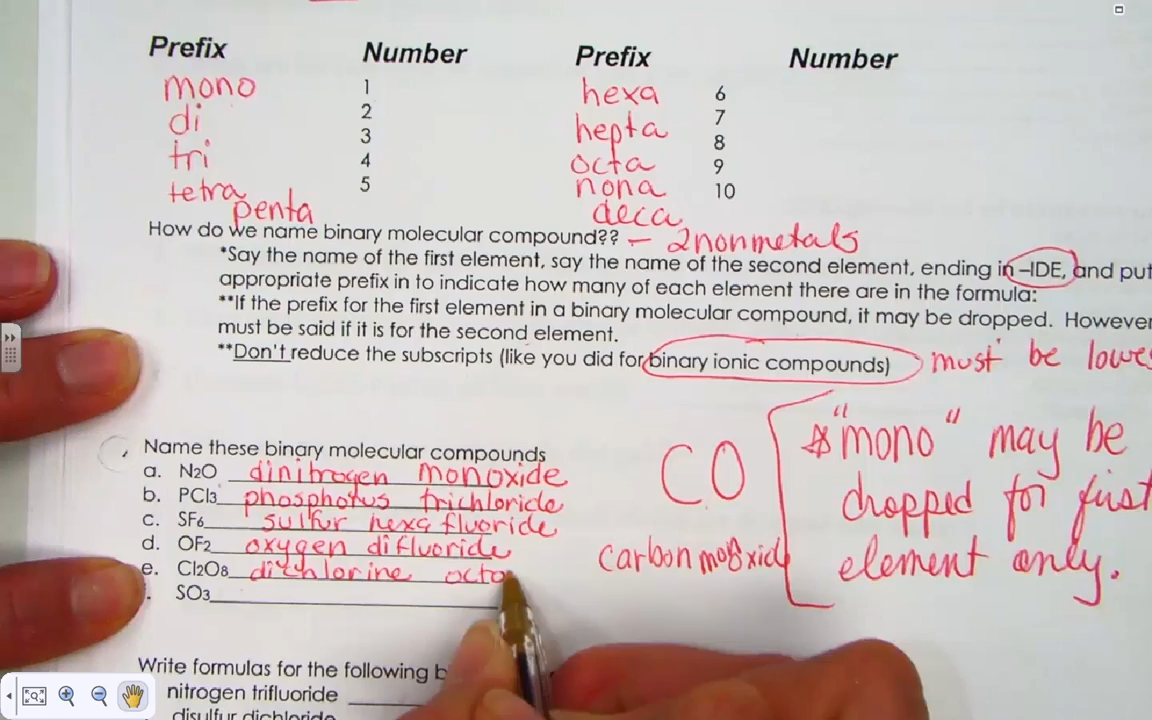 Prefix Number Prefix Number
mono 1 hexa 6
di 2 hepta 7
tri 3 octa 8
tetra 4 nona 9
penta 5 deca 10
How do we name binary molecular compound?? – 2 nonmetals
*Say the name of the first element, say the name of the second element, ending in –IDE, and put
appropriate prefix in to indicate how many of each element there are in the formula:
**If the prefix for the first element in a binary molecular compound, it may be dropped. However
must be said if it is for the second element.
**Don't reduce the subscripts (like you did for binary ionic compounds) must be lowes
Name these binary molecular compounds
a. N2O dinitrogen monoxide
b. PCl3 phosphorus trichloride
c. SF6 sulfur hexafluoride
d. OF2 oxygen difluoride
e. Cl2O8 dichlorine octo
. SO3
CO
carbon monoxide
"mono" may be
dropped for first
element only.
Write formulas for the following b
nitrogen trifluoride
disulfur dichloride